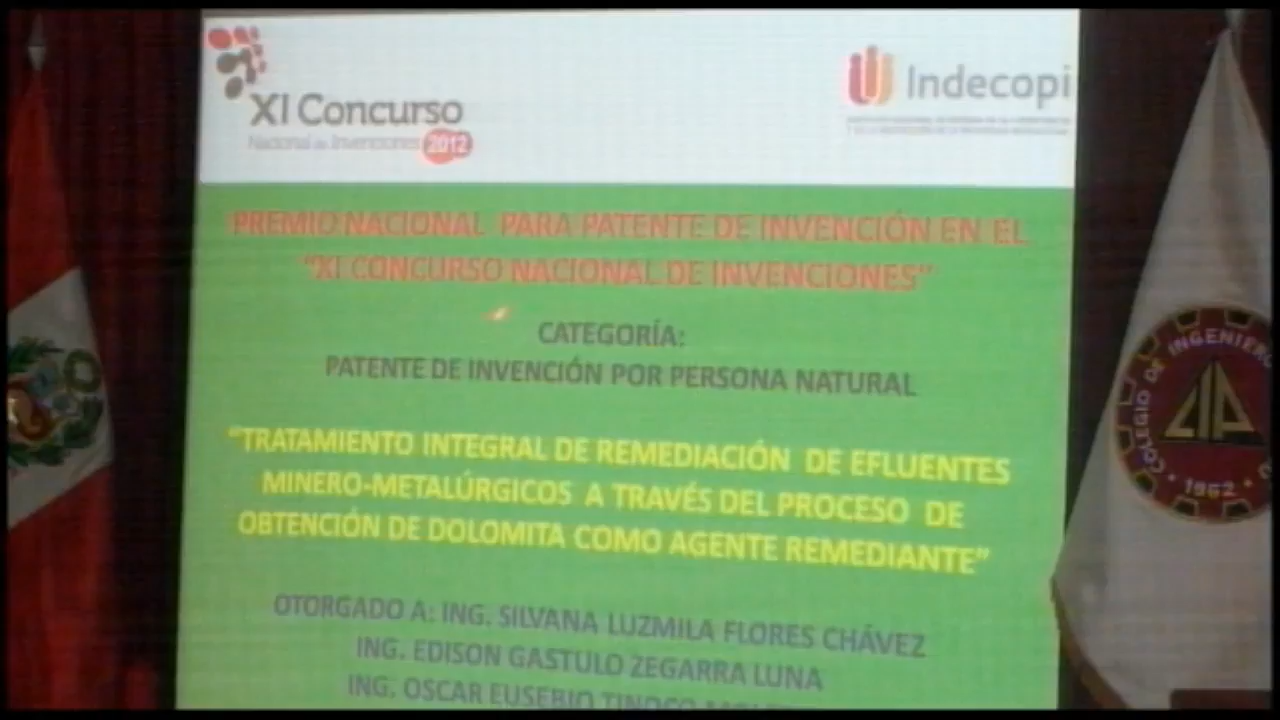 XI Concurso
Nacional de Invenciones 2012
Indecopi
PREMIO NACIONAL PARA PATENTE DE INVENCIÓN EN EL
"XI CONCURSO NACIONAL DE INVENCIONES"
CATEGORÍA:
PATENTE DE INVENCIÓN POR PERSONA NATURAL
"TRATAMIENTO INTEGRAL DE REMEDIACIÓN DE EFLUENTES
MINERO-METALÚRGICOS A TRAVÉS DEL PROCESO DE
OBTENCIÓN DE DOLOMITA COMO AGENTE REMEDIANTE"
OTORGADO A: ING. SILVANA LUZMILA FLORES CHÁVEZ
ING. EDISON GASTULO ZEGARRA LUNA
ING. OSCAR EUSEBIO TINOCO
COLEGIO DE INGENIEROS
CIP
1962